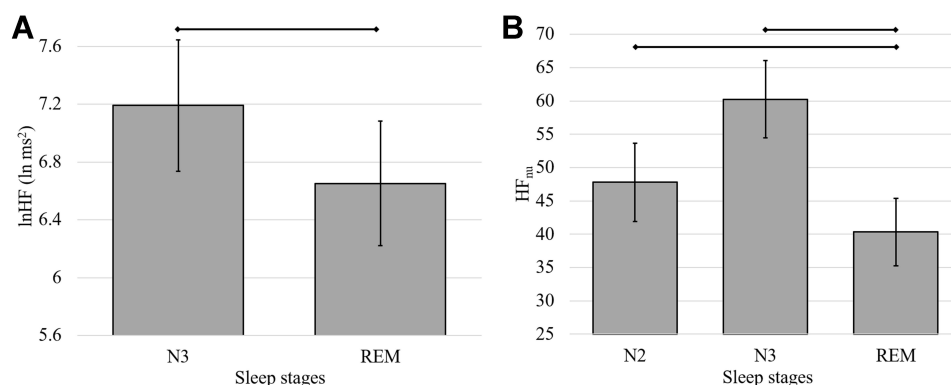 A
lnHF (ln ms²)
7.6
7.2
6.8
6.4
6
5.6
N3 REM
Sleep stages
B
HFnu
70
65
60
55
50
45
40
35
30
25
N2 N3 REM
Sleep stages